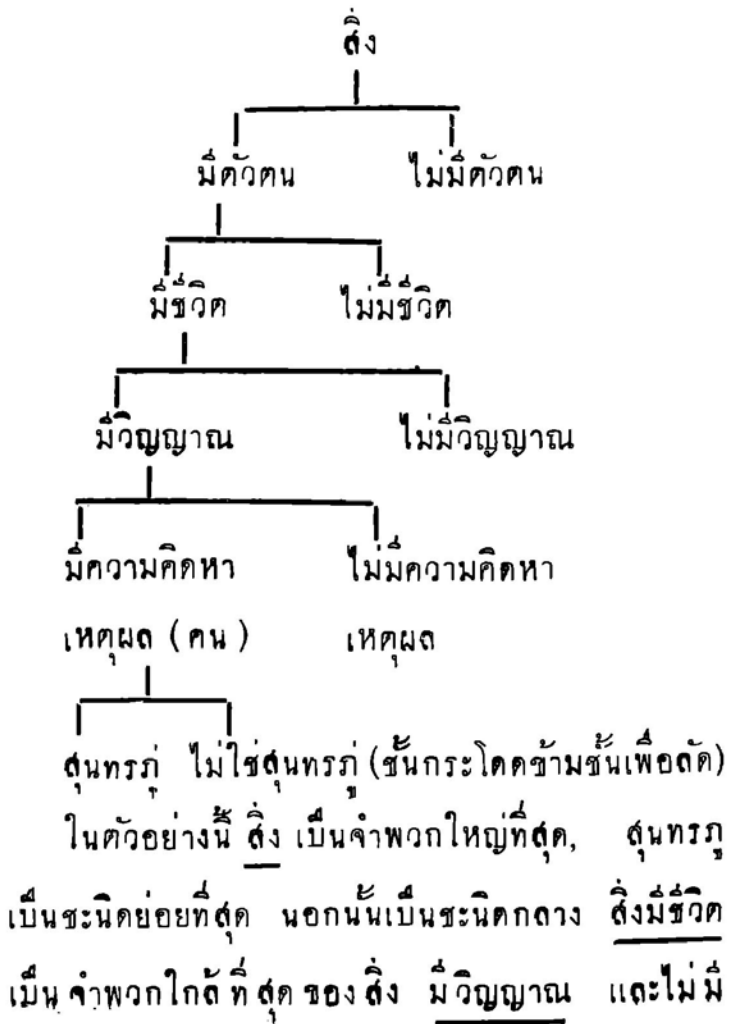 สิ่ง
มีตัวตน ไม่มีตัวตน
มีชีวิต ไม่มีชีวิต
มีวิญญาณ ไม่มีวิญญาณ
มีความคิดหา ไม่มีความคิดหา
เหตุผล (คน) เหตุผล
สุนทรภู่ ไม่ใช่สุนทรภู่ (ชั้นกระโดดข้ามชั้นเพื่อลัด)
ในตัวอย่างนี้ สิ่ง เป็นจำพวกใหญ่ที่สุด, สุนทรภู
เป็นชะนิดย่อยที่สุด นอกนั้นเป็นชะนิดกลาง สิ่งมีชีวิต
เป็นจำพวกใกล้ที่สุดของสิ่ง มีวิญญาณ และไม่มี